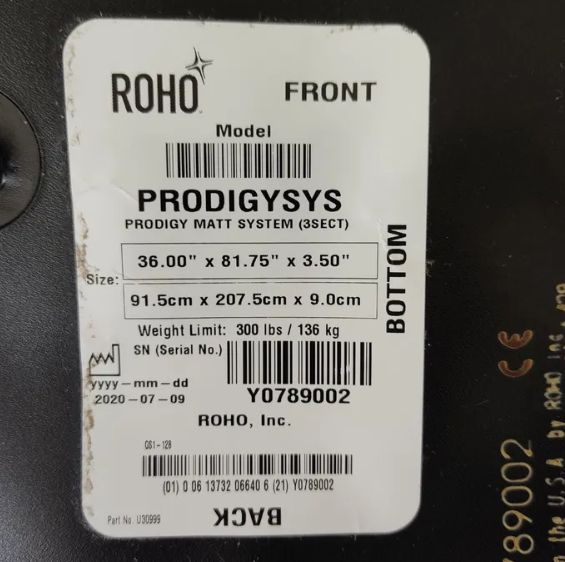 ROHO
FRONT
Model
PRODIGYSYS
PRODIGY MATT SYSTEM (3SECT)
Size:
36.00" x 81.75" x 3.50"
91.5cm x 207.5cm x 9.0cm
BOTTOM
Weight Limit: 300 lbs / 136 kg
SN (Serial No.)
Y0789002
yyyy-mm-dd
2020-07-09
ROHO, Inc.
GS1-128
(01) 0 06 13732 06640 6 (21) Y0789002
Part No. U30999
BACK
789002 CE
the U.S.A by ROHO Inc.